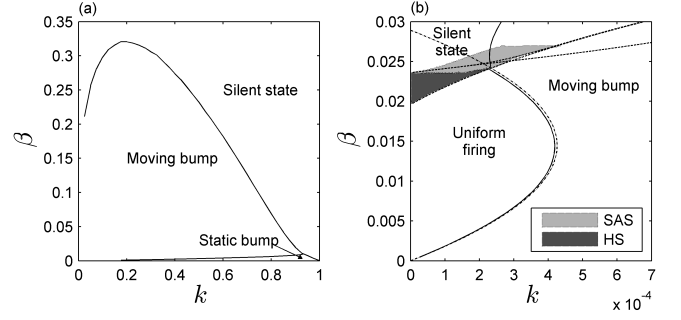 (a)
0.35
0.3
0.25
0.2
0.15
0.1
0.05
0
β
Silent state
Moving bump
Static bump
0 0.2 0.4 0.6 0.8 1
k
(b)
0.03
0.025
0.02
0.015
0.01
0.005
0
β
Silent
state
Moving bump
Uniform
firing
SAS
HS
0 1 2 3 4 5 6 7
k
x 10⁻⁴